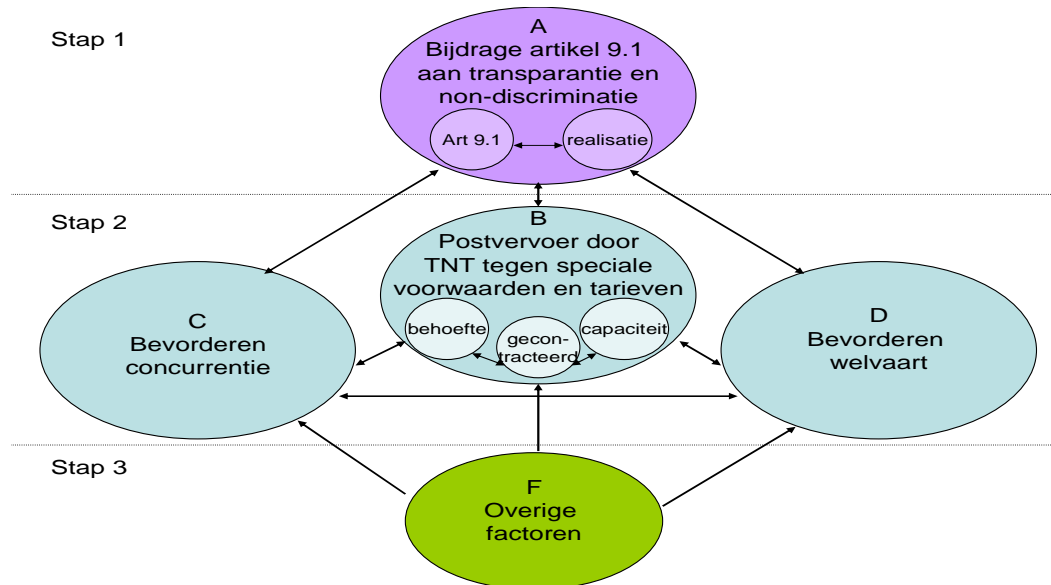 Stap 1
A
Bijdrage artikel 9.1
aan transparantie en
non-discriminatie
Art 9.1
realisatie
Stap 2
B
Postvervoer door
TNT tegen speciale
voorwaarden en tarieven
behoefte
gecon-
tracteerd
capaciteit
C
Bevorderen
concurrentie
D
Bevorderen
welvaart
Stap 3
F
Overige
factoren